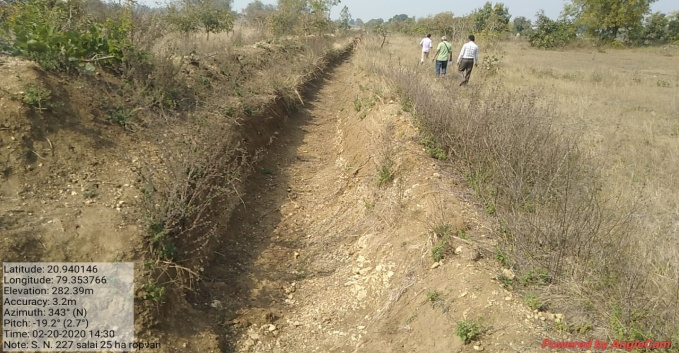 Latitude: 20.940146
Longitude: 79.353766
Elevation: 282.39m
Accuracy: 3.2m
Azimuth: 343° (N)
Pitch: -19.2° (2.7°)
Time: 02-20-2020 14:30
Note: S. N. 227 salai 25 ha ropvan
Powered by AngleCam